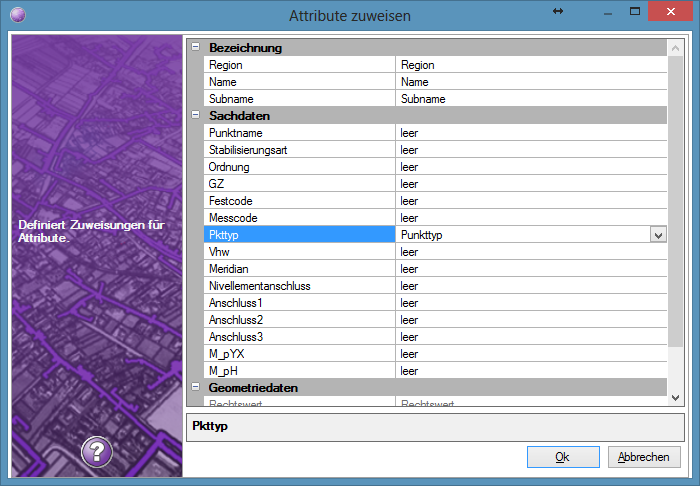 Attribute zuweisen
Definiert Zuweisungen für
Attribute.
Bezeichnung
Region Region
Name Name
Subname Subname
Sachdaten
Punktname leer
Stabilisierungsart leer
Ordnung leer
GZ leer
Festcode leer
Messcode leer
Pkttyp Punkttyp
Vhw leer
Meridian leer
Nivellementanschluss leer
Anschluss1 leer
Anschluss2 leer
Anschluss3 leer
M_pYX leer
M_pH leer
Geometriedaten
Rechtswert Rechtswert
Pkttyp
?
Ok Abbrechen